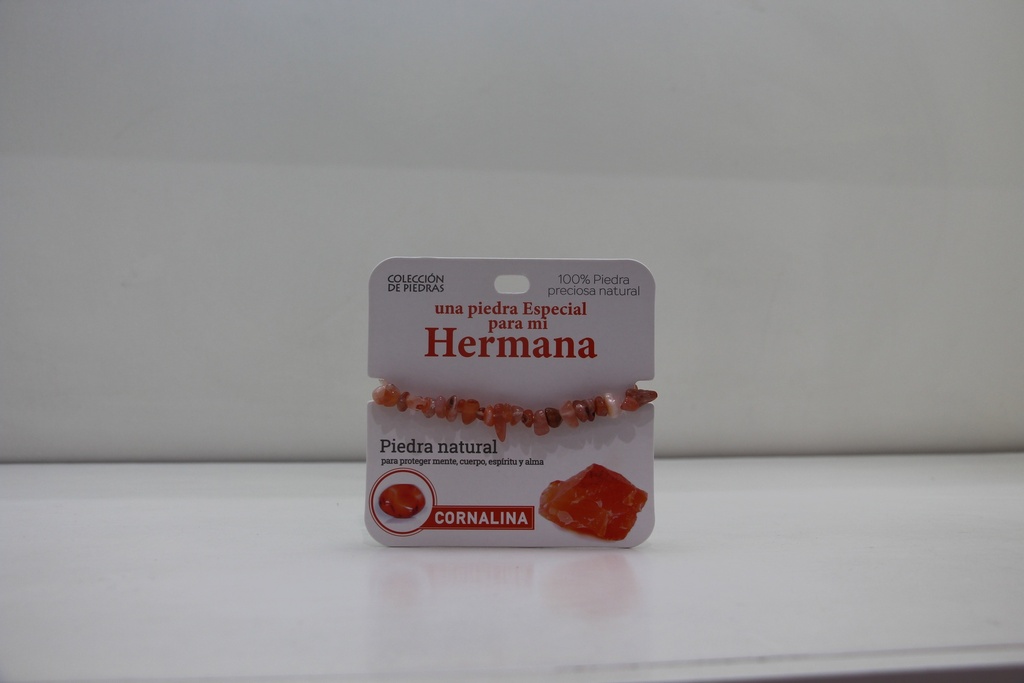 COLECCIÓN
DE PIEDRAS
100% Piedra
preciosa natural
una piedra Especial
para mi
Hermana
Piedra natural
para proteger mente, cuerpo, espíritu y alma
CORNALINA